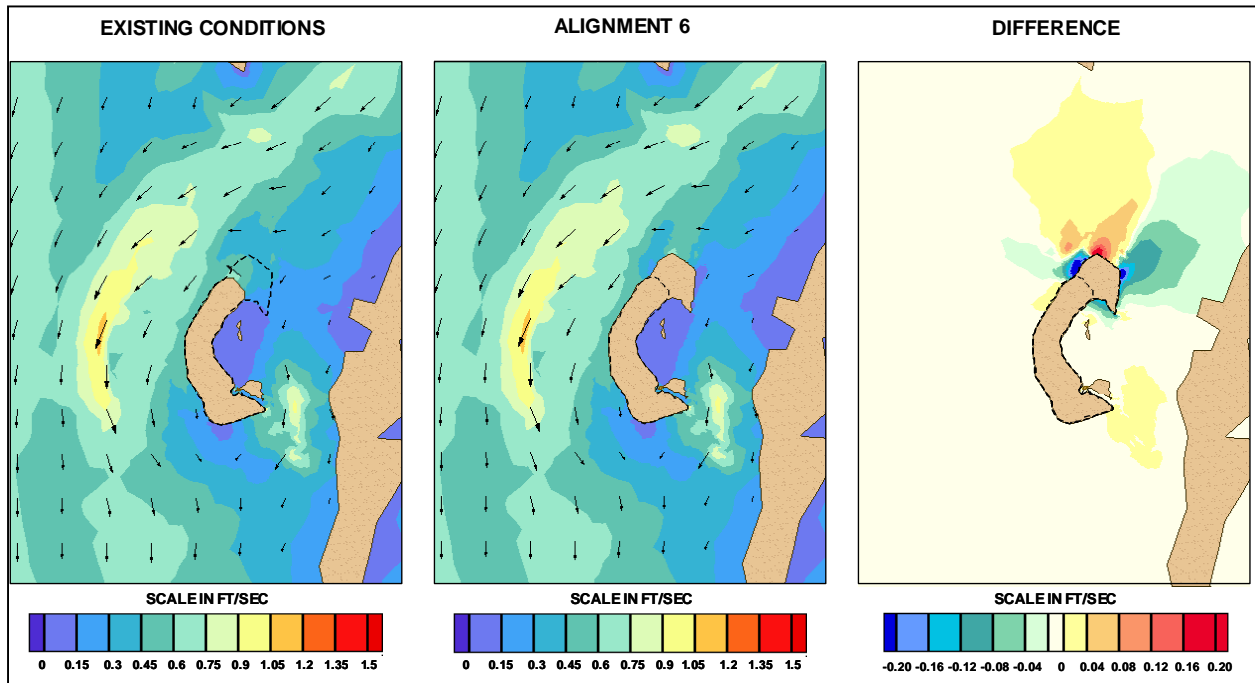 EXISTING CONDITIONS
ALIGNMENT 6
DIFFERENCE
SCALE IN FT/SEC
0 0.15 0.3 0.45 0.6 0.75 0.9 1.05 1.2 1.35 1.5
SCALE IN FT/SEC
0 0.15 0.3 0.45 0.6 0.75 0.9 1.05 1.2 1.35 1.5
SCALE IN FT/SEC
-0.20 -0.16 -0.12 -0.08 -0.04 0 0.04 0.08 0.12 0.16 0.20